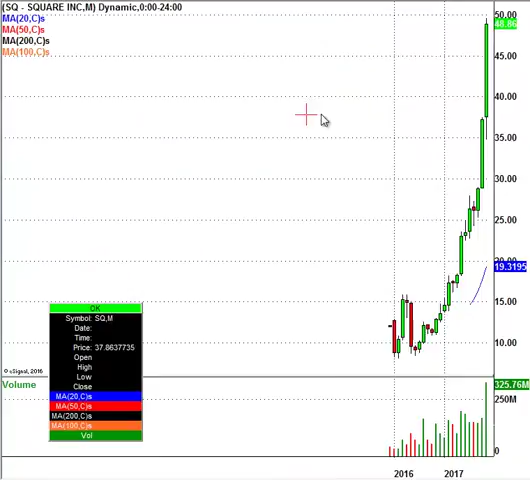 (SQ - SQUARE INC,M) Dynamic,0:00-24:00
MA(20,C)s
MA(50,C)s
MA(200,C)s
MA(100,C)s
50.00
48.86
45.00
40.00
35.00
30.00
25.00
20.00
19.3195
15.00
10.00
OK
Symbol: SQ,M
Date:
Time:
Price: 37.8637735
Open
High
Low
Close
MA(20,C)s
MA(50,C)s
MA(200,C)s
MA(100,C)s
Vol
© eSignal, 2016
Volume
325.76M
250M
0
2016
2017